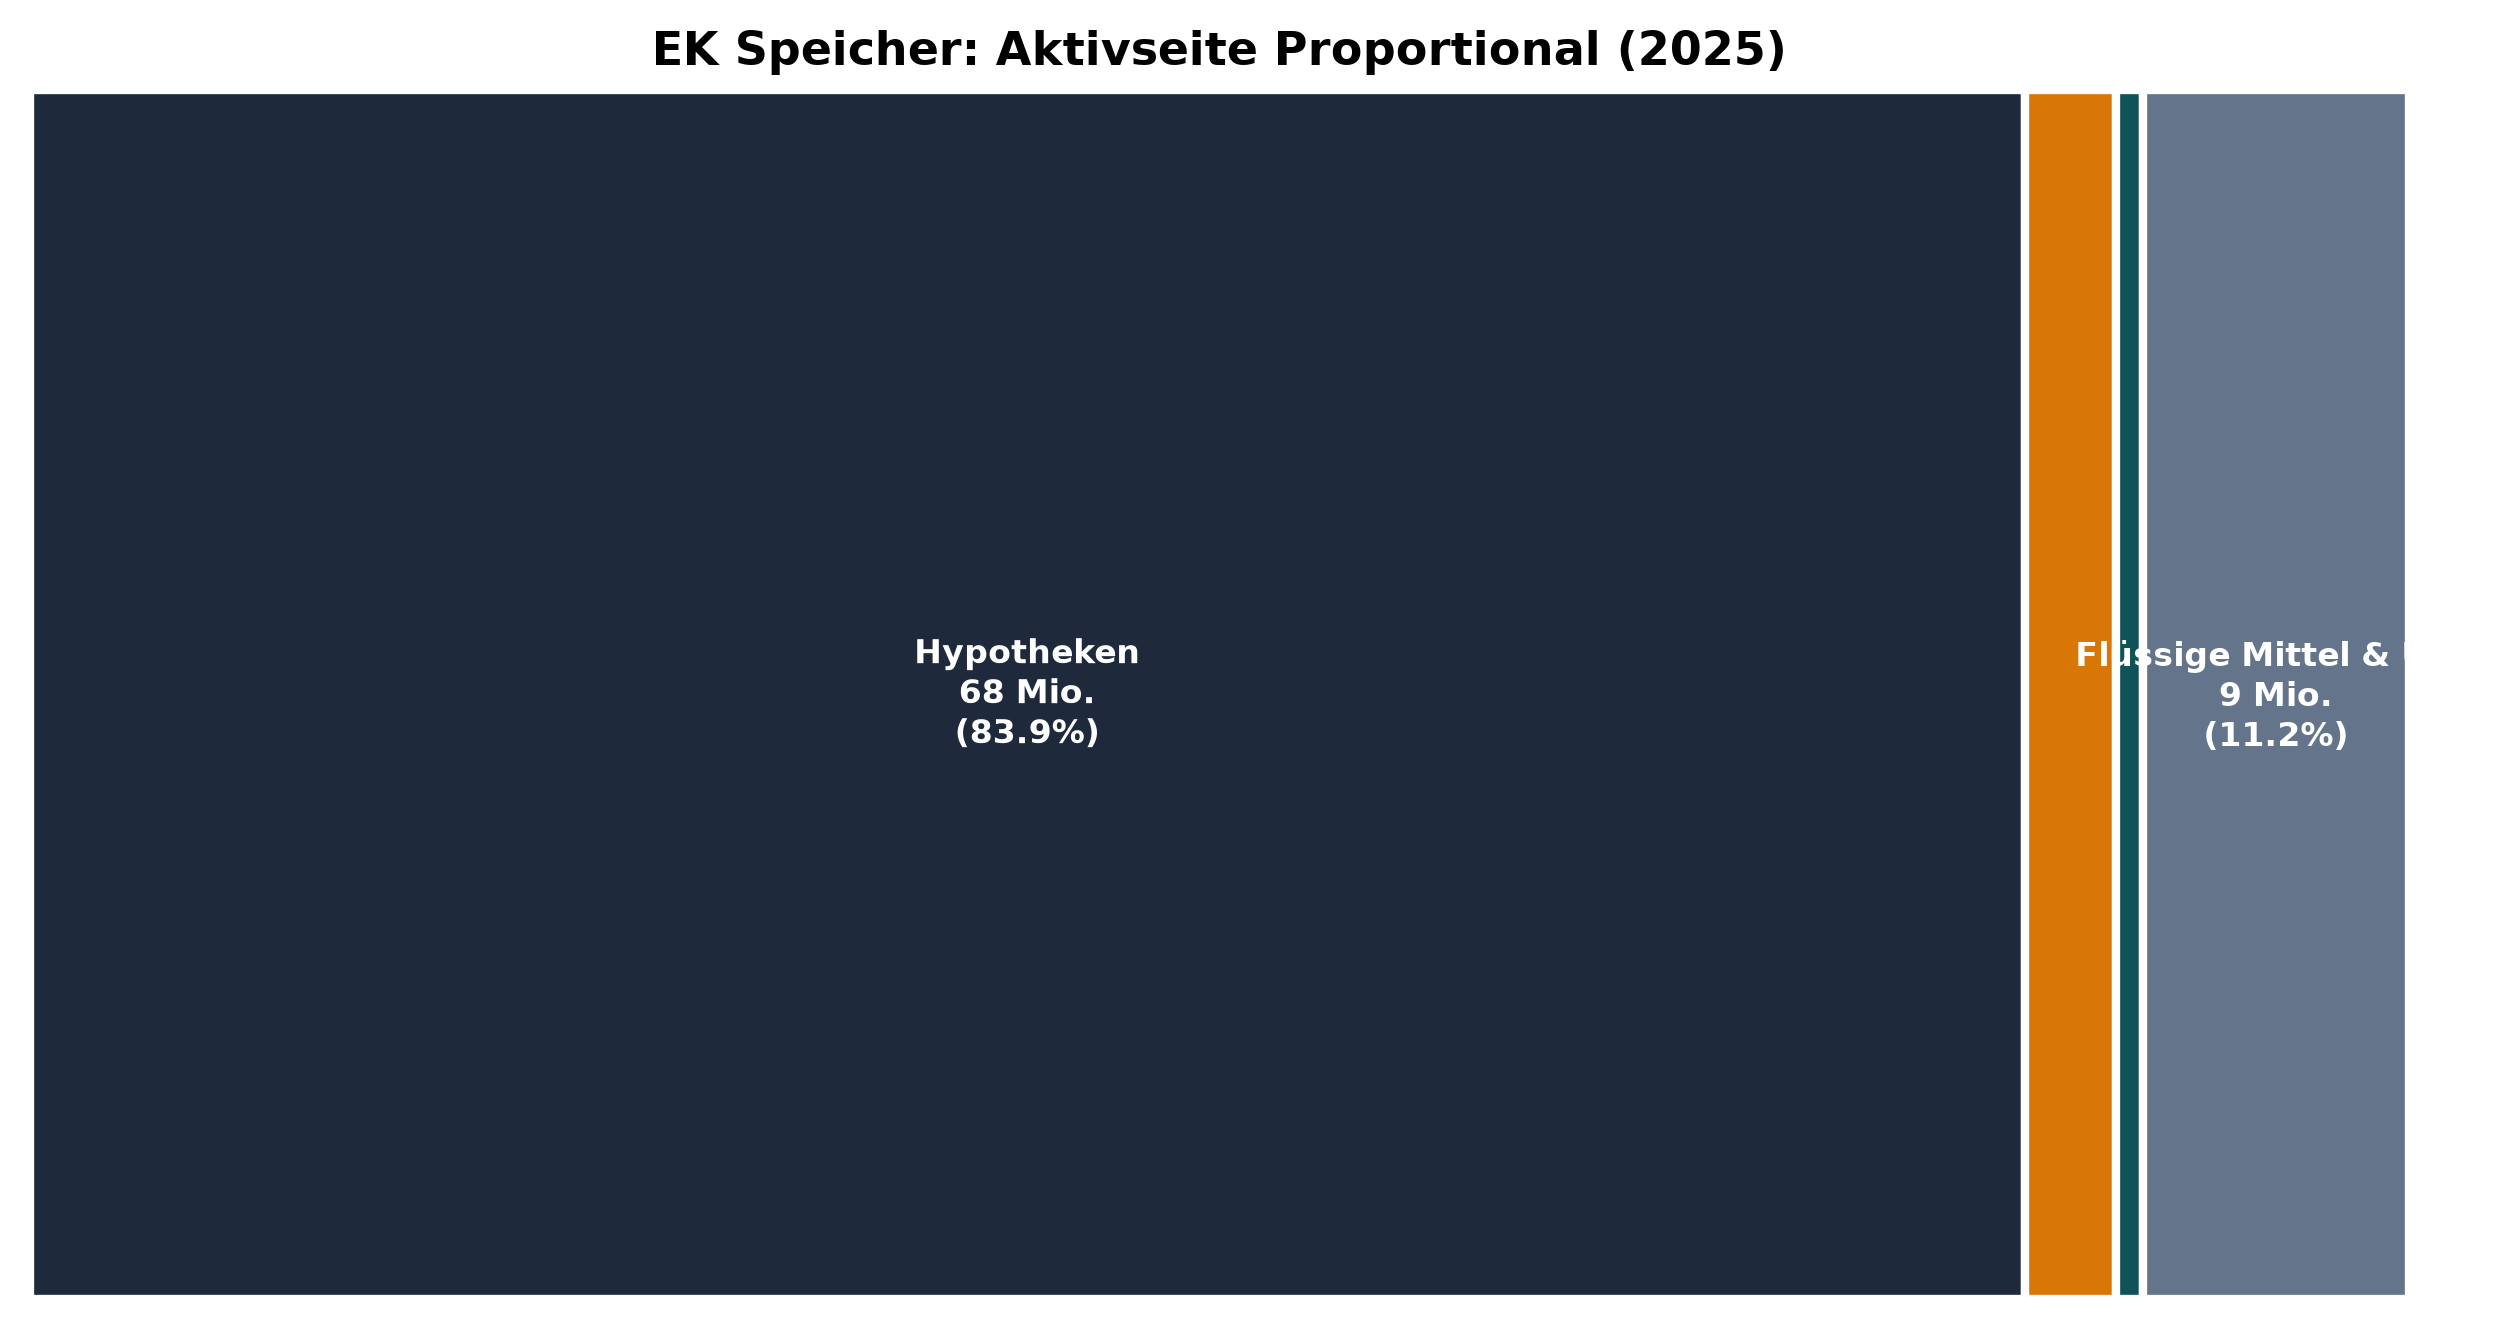 EK Speicher: Aktivseite Proportional (2025)
Hypotheken
68 Mio.
(83.9%)
Flüssige Mittel &
9 Mio.
(11.2%)